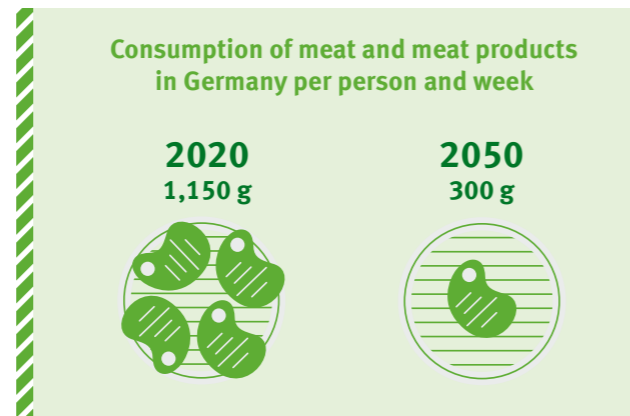 Consumption of meat and meat products
in Germany per person and week
2020
1,150 g
2050
300 g